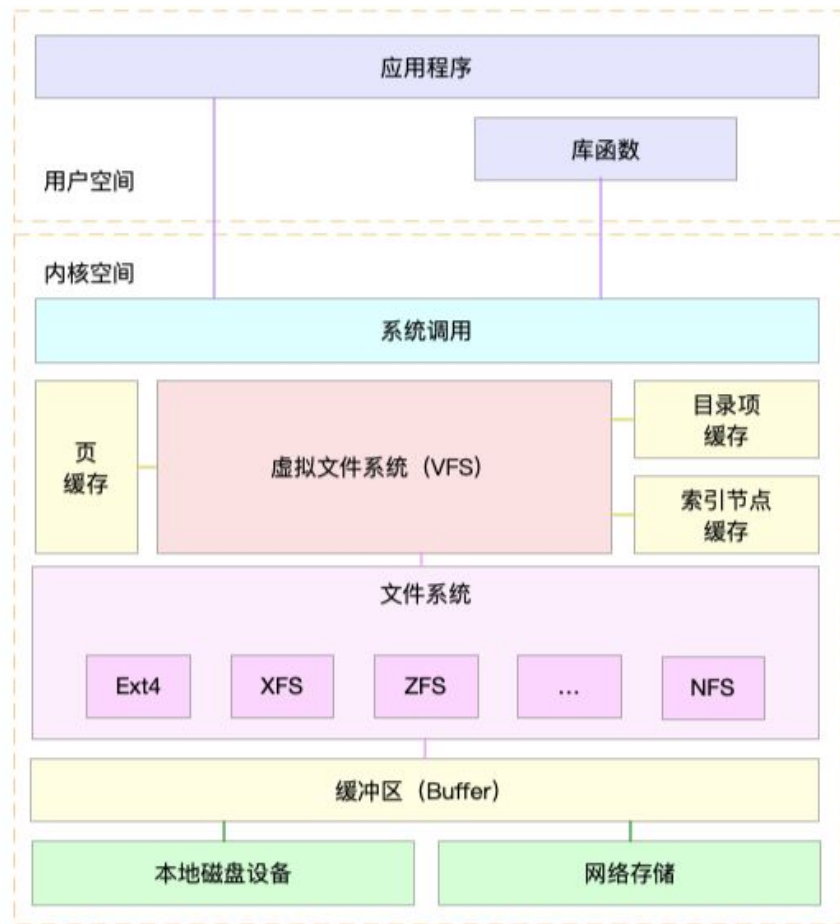 应用程序
库函数
用户空间
内核空间
系统调用
页
缓存
虚拟文件系统（VFS）
目录项
缓存
索引节点
缓存
文件系统
Ext4
XFS
ZFS
...
NFS
缓冲区（Buffer）
本地磁盘设备
网络存储